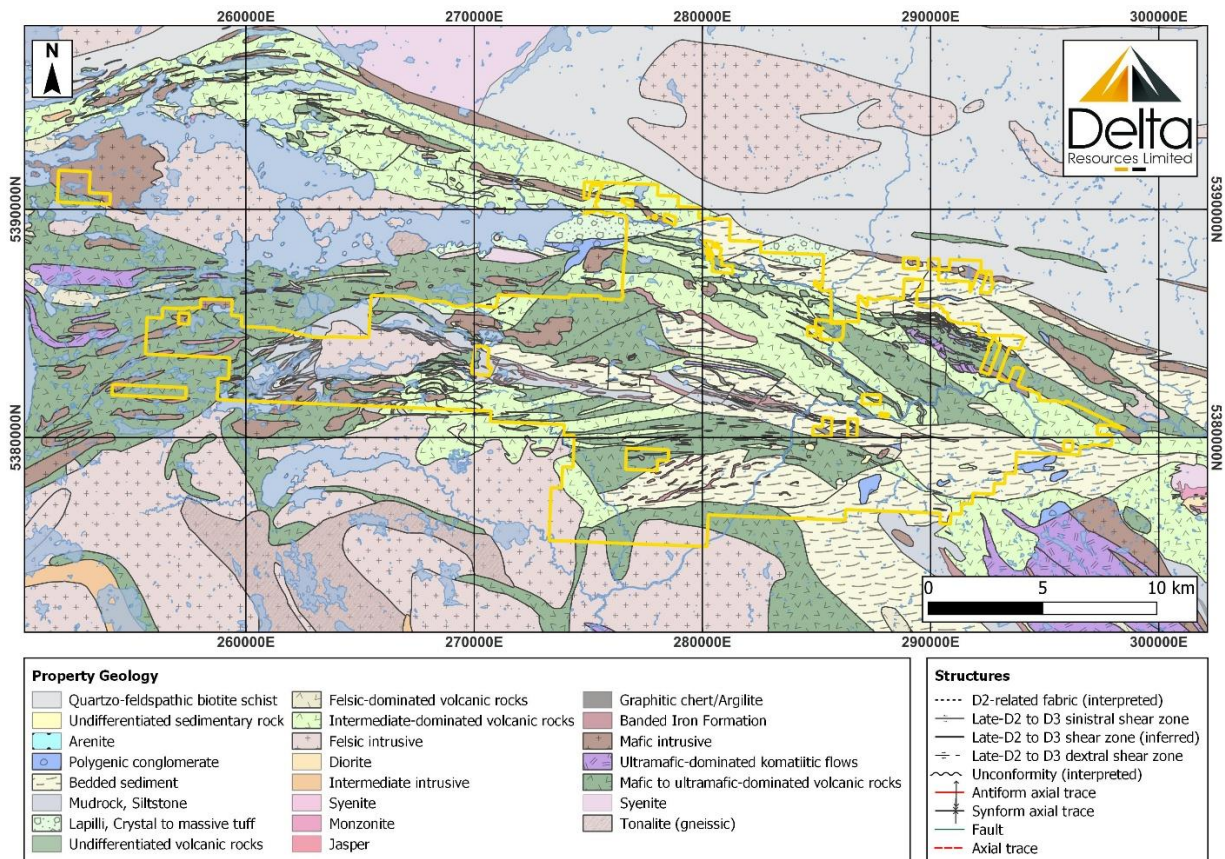 260000E 270000E 280000E 290000E 300000E
N
Delta
Resources Limited
5390000N
5390000N
5380000N
5380000N
0 5 10 km
260000E 270000E 280000E 290000E 300000E
Property Geology
Quartzo-feldspathic biotite schist
Undifferentiated sedimentary rock
Arenite
Polygenic conglomerate
Bedded sediment
Mudrock, Siltstone
Lapilli, Crystal to massive tuff
Undifferentiated volcanic rocks
Felsic-dominated volcanic rocks
Intermediate-dominated volcanic rocks
Felsic intrusive
Diorite
Intermediate intrusive
Syenite
Monzonite
Jasper
Graphitic chert/Argilite
Banded Iron Formation
Mafic intrusive
Ultramafic-dominated komatiitic flows
Mafic to ultramafic-dominated volcanic rocks
Syenite
Tonalite (gneissic)
Structures
D2-related fabric (interpreted)
Late-D2 to D3 sinistral shear zone
Late-D2 to D3 shear zone (inferred)
Late-D2 to D3 dextral shear zone
Unconformity (interpreted)
Antiform axial trace
Synform axial trace
Fault
Axial trace